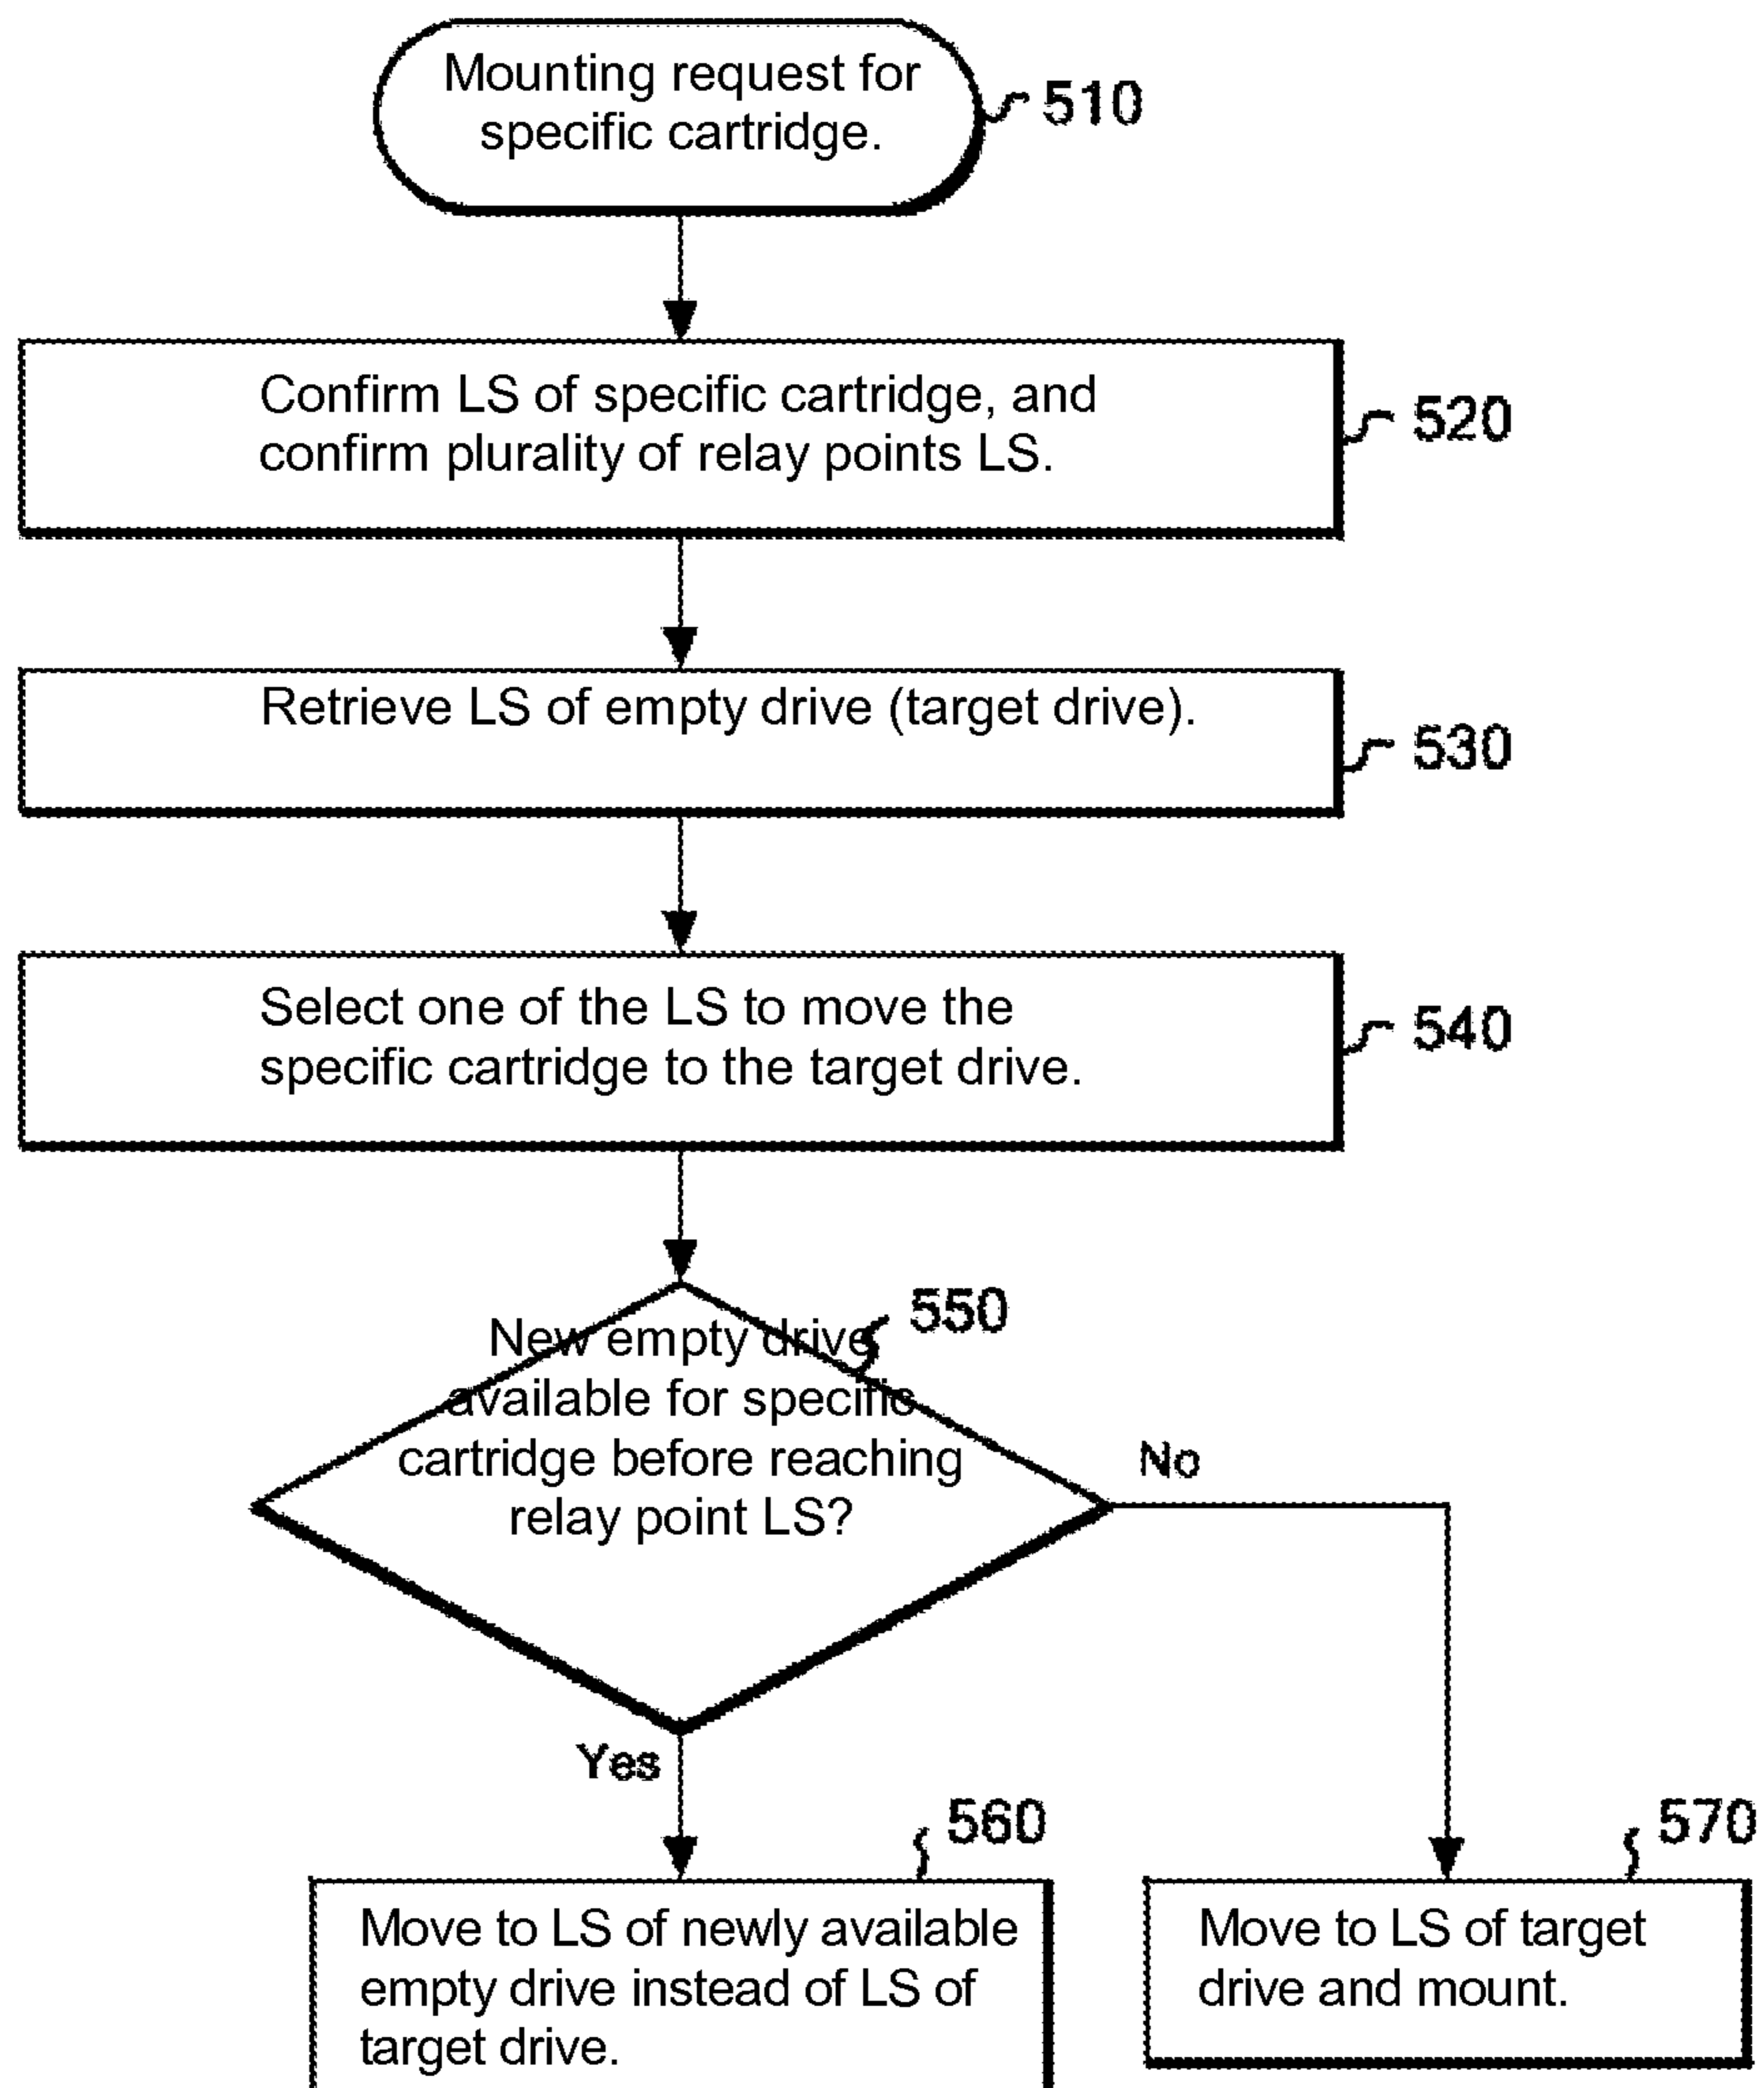 Mounting request for
specific cartridge.
510
Confirm LS of specific cartridge, and
confirm plurality of relay points LS.
520
Retrieve LS of empty drive (target drive).
530
Select one of the LS to move the
specific cartridge to the target drive.
540
550
New empty drive
available for specific
cartridge before reaching
relay point LS?
No
Yes
560
Move to LS of newly available
empty drive instead of LS of
target drive.
570
Move to LS of target
drive and mount.